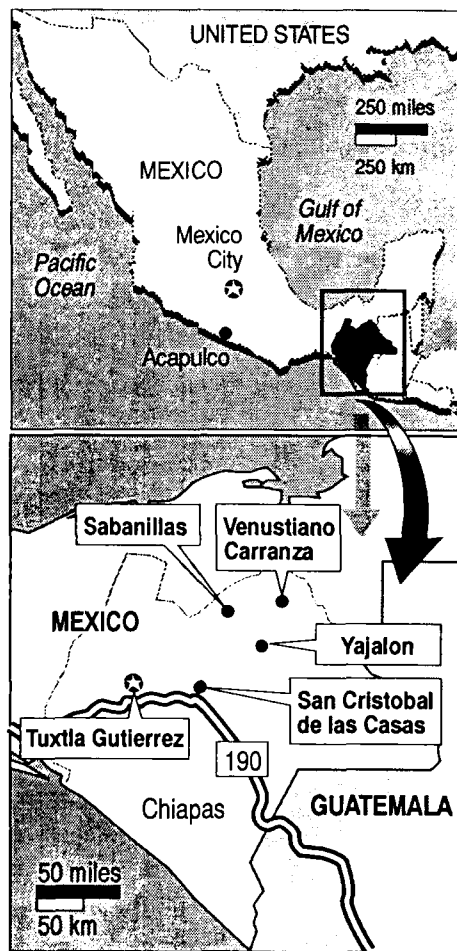 UNITED STATES
250 miles
250 km
MEXICO
Gulf of
Mexico
Mexico
City
Pacific
Ocean
Acapulco
Sabanillas
Venustiano
Carranza
MEXICO
Yajalon
San Cristobal
de las Casas
Tuxtla Gutierrez
190
Chiapas
GUATEMALA
50 miles
50 km